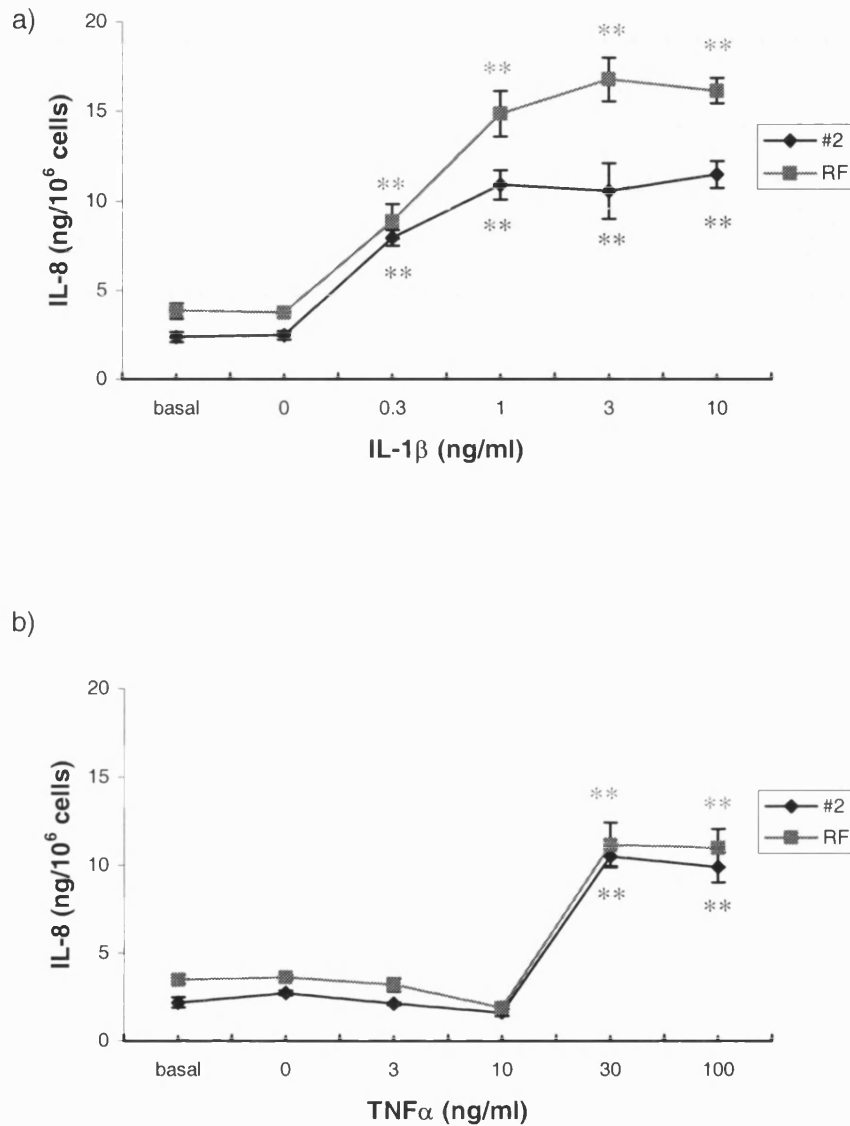 a)
20
15
10
5
0
IL-8 (ng/10⁶ cells)
**
**
**
**
**
**
**
**
#2
RF
basal 0 0.3 1 3 10
IL-1β (ng/ml)
b)
20
15
10
5
0
IL-8 (ng/10⁶ cells)
**
**
**
**
#2
RF
basal 0 3 10 30 100
TNFα (ng/ml)